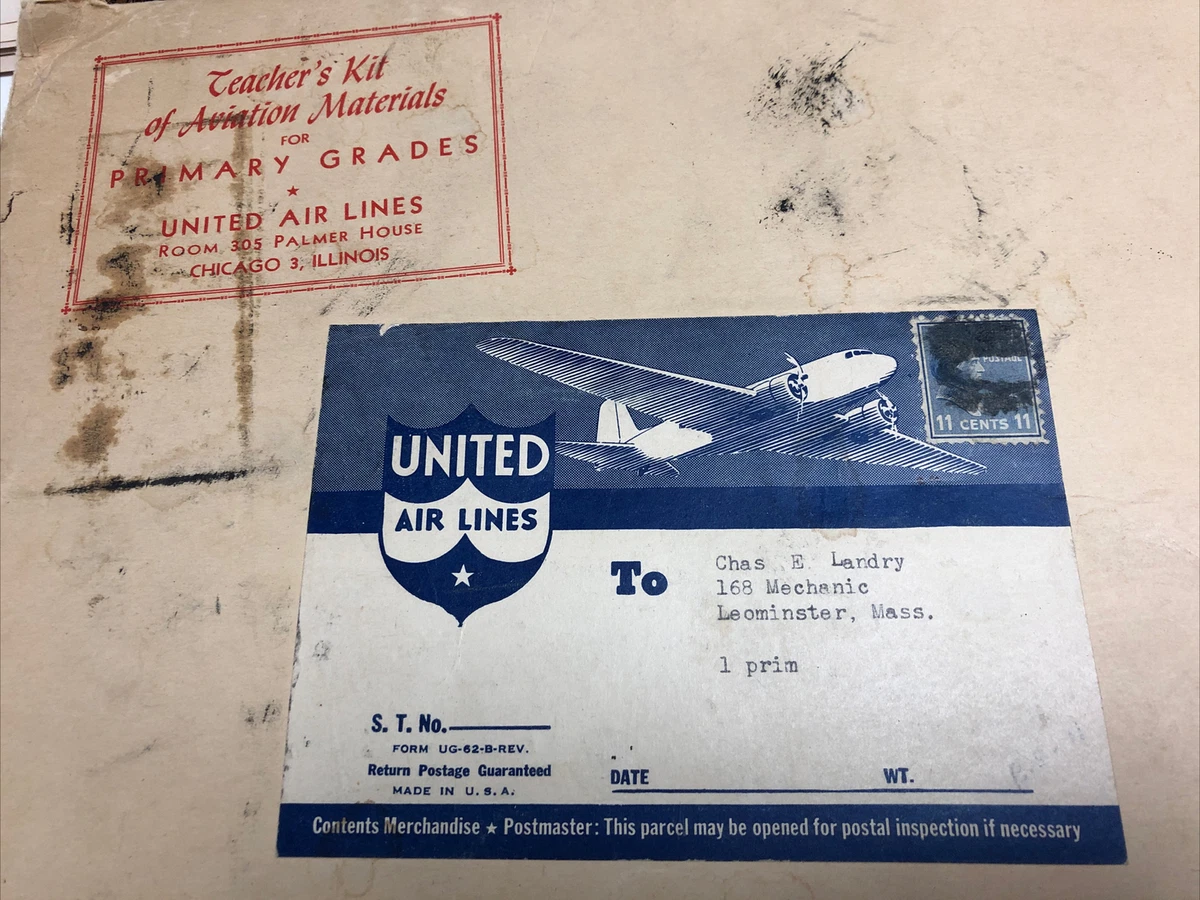 Teacher's Kit
of Aviation Materials
FOR
PRIMARY GRADES
UNITED AIR LINES
ROOM 305 PALMER HOUSE
CHICAGO 3, ILLINOIS
POSTAGE
11 CENTS 11
UNITED
AIR LINES
To
Chas E Landry
168 Mechanic
Leominster, Mass.
1 prim
S. T. No.
FORM UG-62-B-REV.
Return Postage Guaranteed
MADE IN U.S.A.
DATE WT.
Contents Merchandise ★ Postmaster: This parcel may be opened for postal inspection if necessary